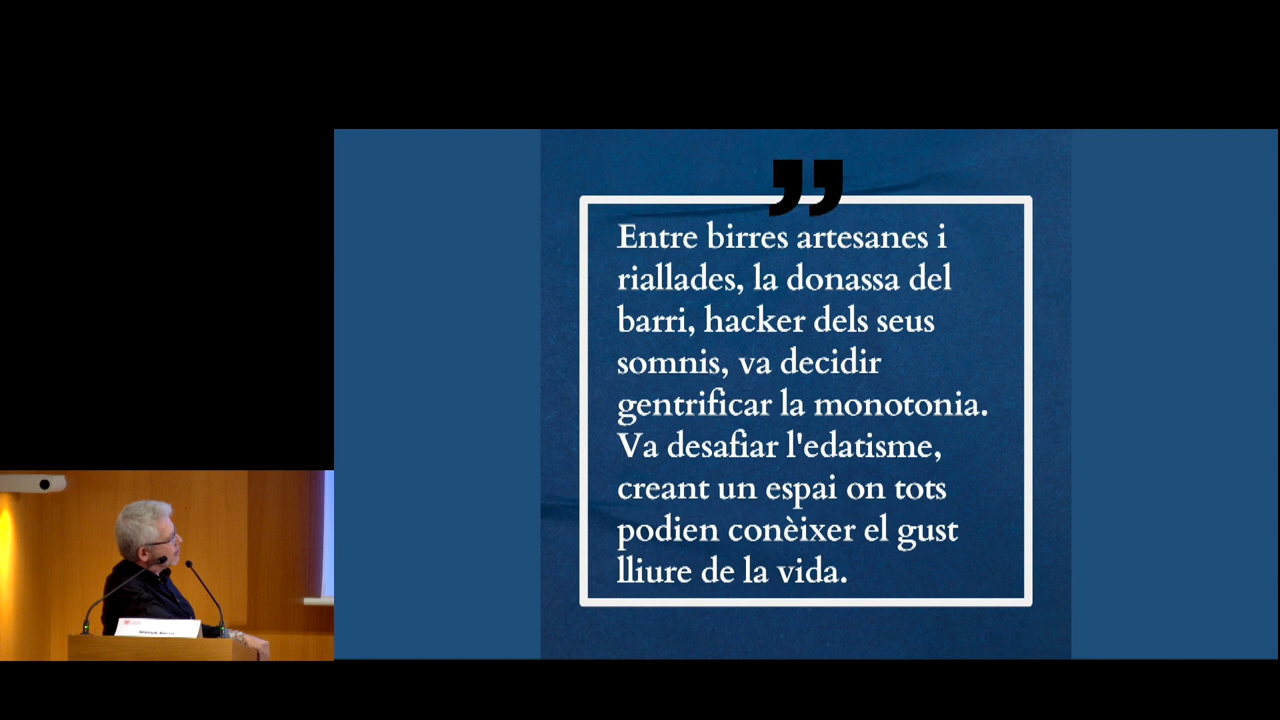 Entre birres artesanes i
riallades, la donassa del
barri, hacker dels seus
somnis, va decidir
gentrificar la monotonia.
Va desafiar l'edatisme,
creant un espai on tots
podien conèixer el gust
lliure de la vida.